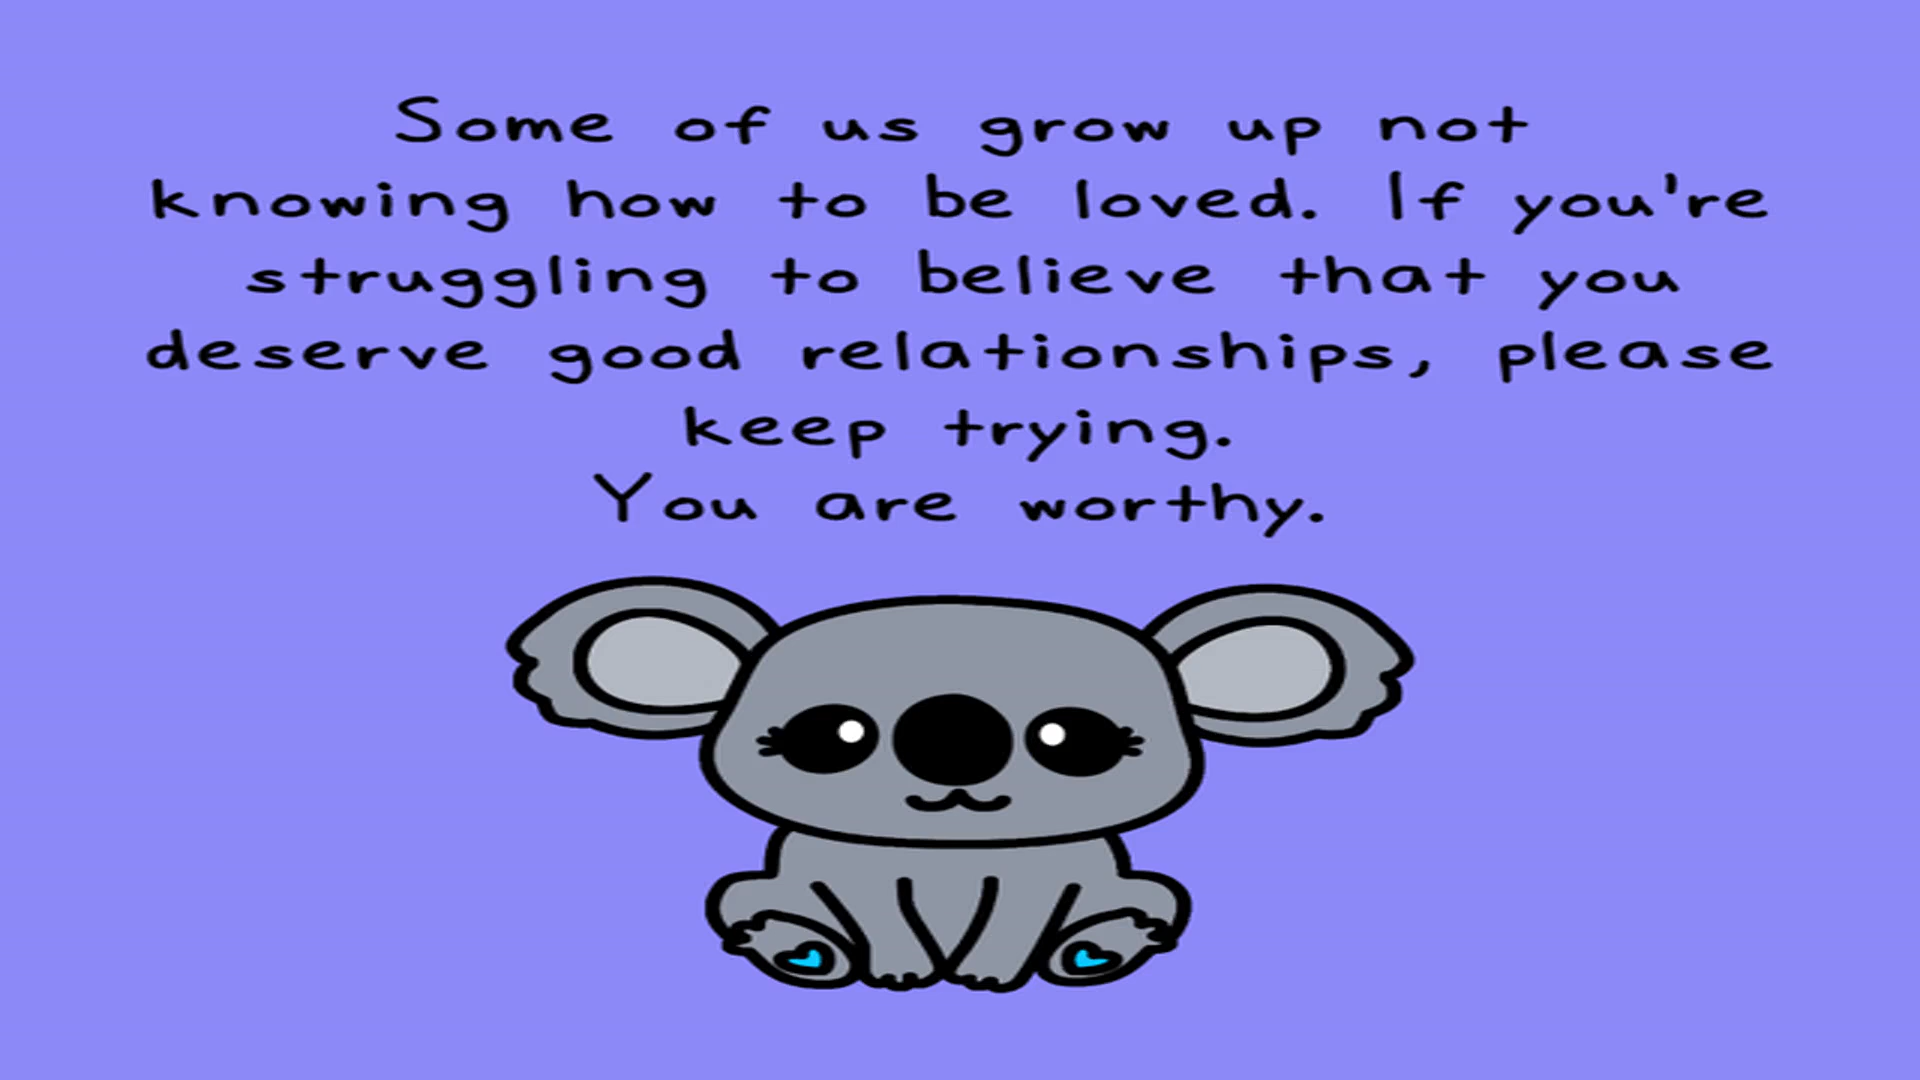 Some of us grow up not
knowing how to be loved. If you're
struggling to believe that you
deserve good relationships, please
keep trying.
You are worthy.